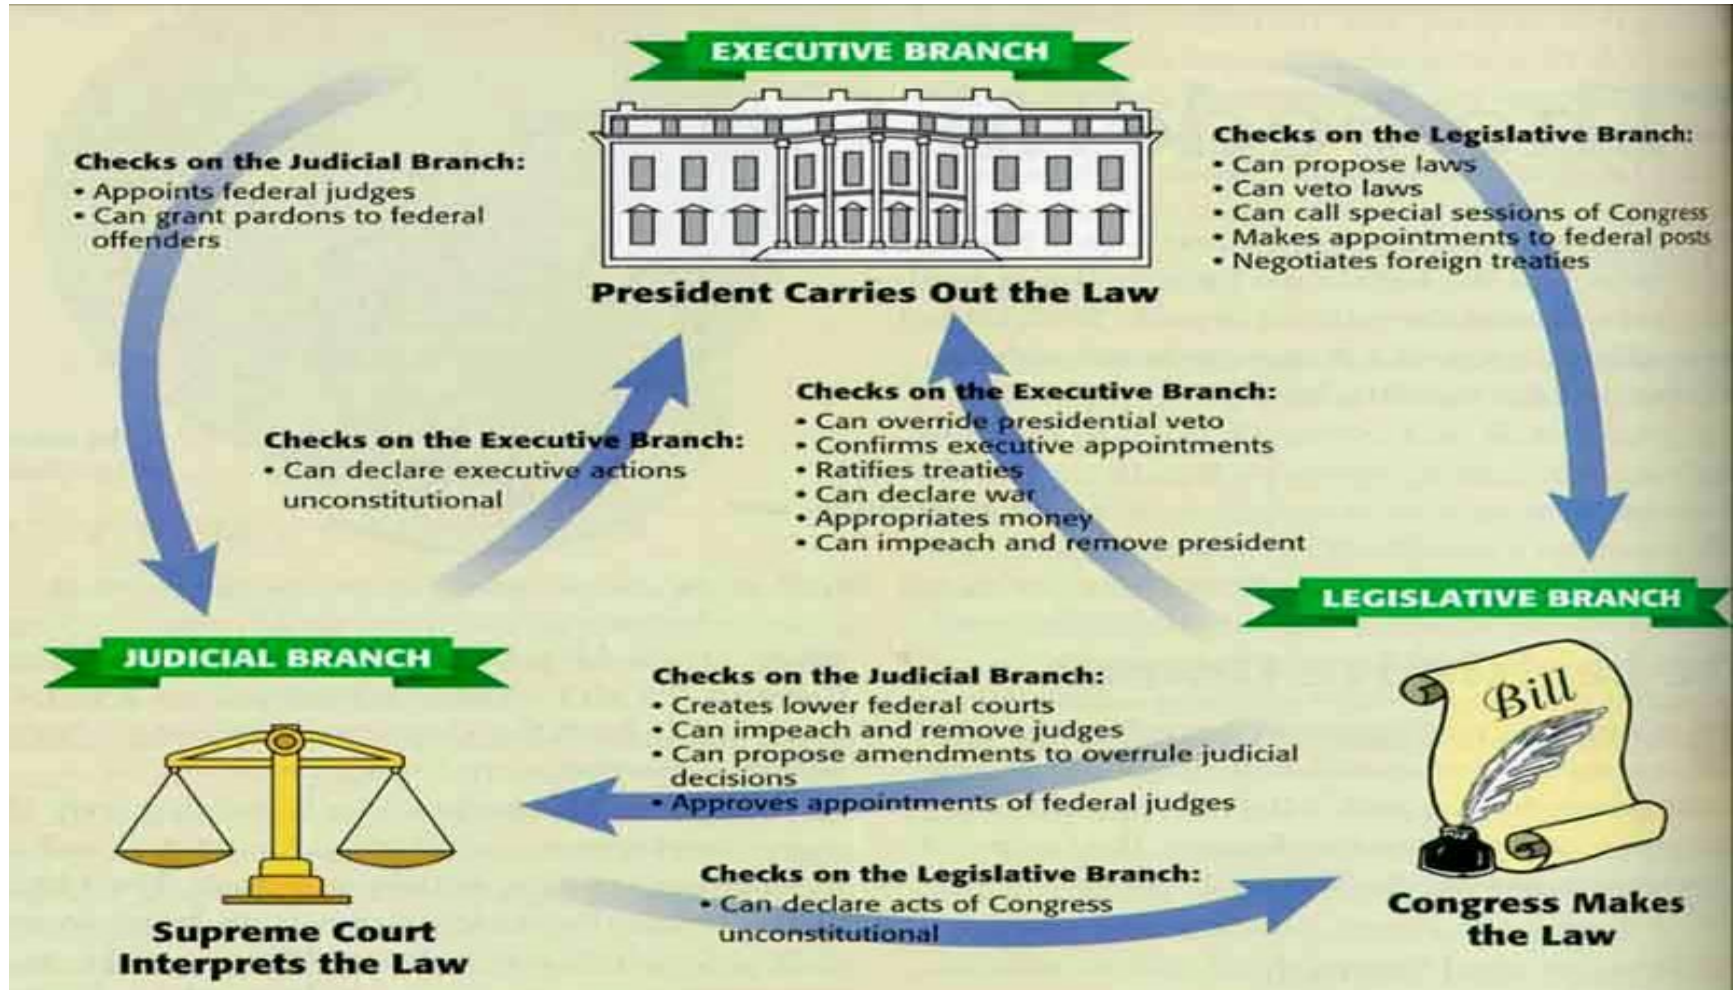 EXECUTIVE BRANCH
Checks on the Judicial Branch:
• Appoints federal judges
• Can grant pardons to federal
offenders
Checks on the Legislative Branch:
• Can propose laws
• Can veto laws
• Can call special sessions of Congress
• Makes appointments to federal posts
• Negotiates foreign treaties
President Carries Out the Law
Checks on the Executive Branch:
• Can declare executive actions
unconstitutional
Checks on the Executive Branch:
• Can override presidential veto
• Confirms executive appointments
• Ratifies treaties
• Can declare war
• Appropriates money
• Can impeach and remove president
LEGISLATIVE BRANCH
JUDICIAL BRANCH
Checks on the Judicial Branch:
• Creates lower federal courts
• Can impeach and remove judges
• Can propose amendments to overrule judicial
decisions
• Approves appointments of federal judges
Bill
Checks on the Legislative Branch:
• Can declare acts of Congress
unconstitutional
Supreme Court
Interprets the Law
Congress Makes
the Law